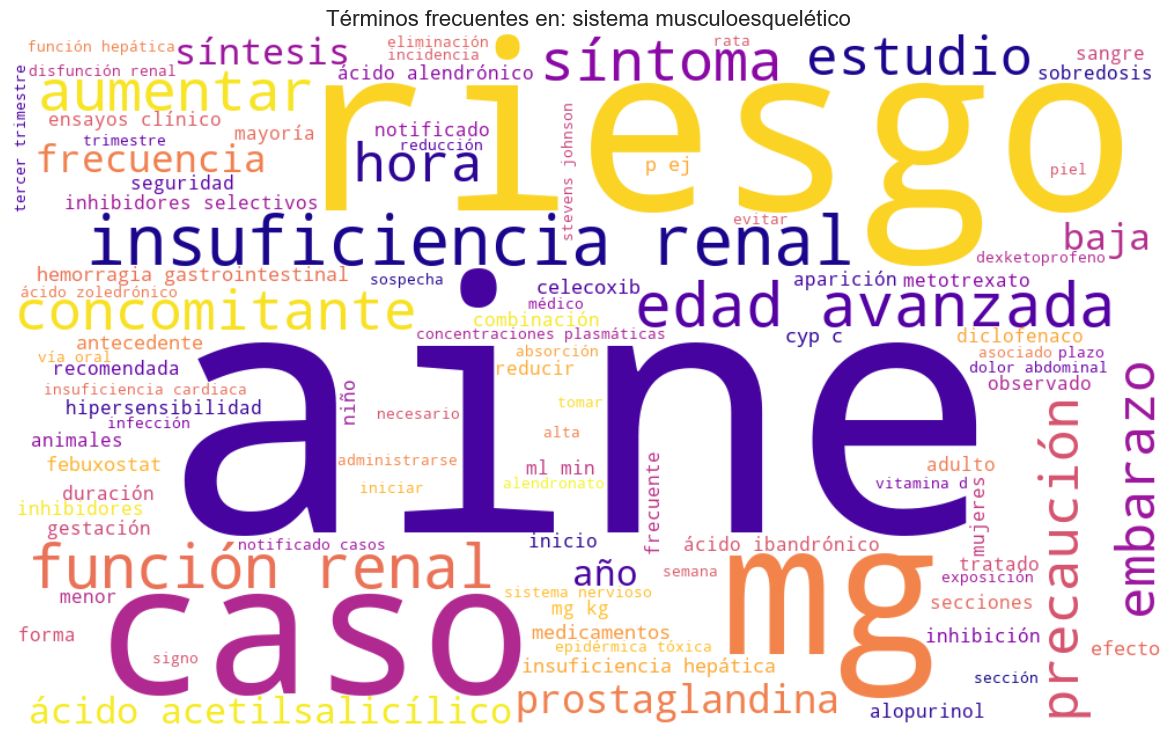 Términos frecuentes en: sistema musculoesquelético
función hepática
síntesis
eliminación
incidencia
síntoma
rata
estudio
sangre
disfunción renal
ácido alendrónico
sobredosis
tercer trimestre
aumentar
riesgo
ensayos clínico
mayoría
notificado
trimestre
reducción
stevens johnson
frecuencia
hora
p ej
piel
seguridad
inhibidores selectivos
evitar
insuficiencia renal
baja
dexketoprofeno
hemorragia gastrointestinal
sospecha
celecoxib
aparición
metotrexato
ácido zoledrónico
concomitante
médico
combinación
edad avanzada
antecedente
concentraciones plasmáticas
cyp c
diclofenaco
vía oral
absorción
asociado
plazo
recomendada
reducir
dolor abdominal
insuficiencia cardiaca
niño
observado
hipersensibilidad
necesario
tomar
infección
aine
embarazo
precaución
animales
alta
febuxostat
administrarse
ml min
adulto
duración
iniciar
alendronato
frecuente
vitamina d
mujeres
inhibidores
gestación
notificado casos
inicio
ácido ibandrónico
función renal
año
semana
mg
tratado
exposición
menor
caso
sistema nervioso
mg kg
secciones
forma
medicamentos
inhibición
epidérmica tóxica
efecto
signo
insuficiencia hepática
sección
ácido acetilsalicílico
prostaglandina
alopurinol